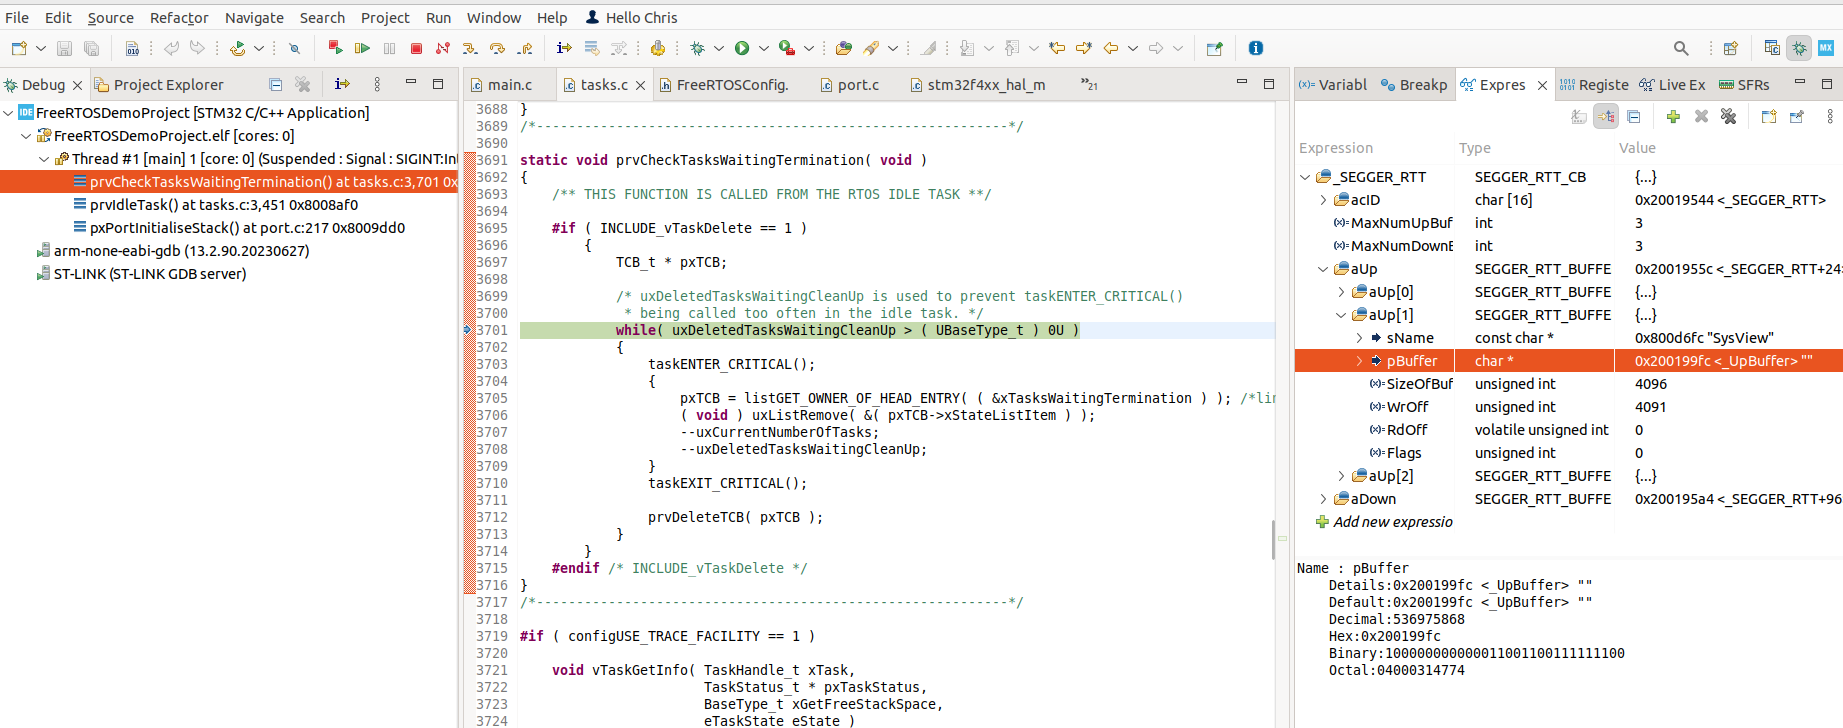 File Edit Source Refactor Navigate Search Project Run Window Help Hello Chris
Debug Project Explorer
FreeRTOSDemoProject [STM32 C/C++ Application]
FreeRTOSDemoProject.elf [cores: 0]
Thread #1 [main] 1 [core: 0] (Suspended : Signal : SIGINT:Int
prvCheckTasksWaitingTermination() at tasks.c:3,701 0x
prvIdleTask() at tasks.c:3,451 0x8008af0
pxPortInitialiseStack() at port.c:217 0x8009dd0
arm-none-eabi-gdb (13.2.90.20230627)
ST-LINK (ST-LINK GDB server)
main.c tasks.c FreeRTOSConfig. port.c stm32f4xx_hal_m »21
3688 }
3689 /*-----------------------------------------------------------*/
3690
3691 static void prvCheckTasksWaitingTermination( void )
3692 {
3693 /** THIS FUNCTION IS CALLED FROM THE RTOS IDLE TASK **/
3694
3695 #if ( INCLUDE_vTaskDelete == 1 )
3696 {
3697 TCB_t * pxTCB;
3698
3699 /* uxDeletedTasksWaitingCleanUp is used to prevent taskENTER_CRITICAL()
3700 * being called too often in the idle task. */
3701 while( uxDeletedTasksWaitingCleanUp > ( UBaseType_t ) 0U )
3702 {
3703 taskENTER_CRITICAL();
3704 {
3705 pxTCB = listGET_OWNER_OF_HEAD_ENTRY( ( &xTasksWaitingTermination ) ); /*lin
3706 ( void ) uxListRemove( &( pxTCB->xStateListItem ) );
3707 --uxCurrentNumberOfTasks;
3708 --uxDeletedTasksWaitingCleanUp;
3709 }
3710 taskEXIT_CRITICAL();
3711
3712 prvDeleteTCB( pxTCB );
3713 }
3714 }
3715 #endif /* INCLUDE_vTaskDelete */
3716 }
3717 /*-----------------------------------------------------------*/
3718
3719 #if ( configUSE_TRACE_FACILITY == 1 )
3720
3721 void vTaskGetInfo( TaskHandle_t xTask,
3722 TaskStatus_t * pxTaskStatus,
3723 BaseType_t xGetFreeStackSpace,
3724 eTaskState eState )
Variabl Breakp Expres Registe Live Ex SFRs
Expression Type Value
_SEGGER_RTT SEGGER_RTT_CB {...}
acID char [16] 0x20019544 <_SEGGER_RTT>
MaxNumUpBuf int 3
MaxNumDownE int 3
aUp SEGGER_RTT_BUFFE 0x2001955c <_SEGGER_RTT+24>
aUp[0] SEGGER_RTT_BUFFE {...}
aUp[1] SEGGER_RTT_BUFFE {...}
sName const char * 0x800d6fc "SysView"
pBuffer char * 0x200199fc <_UpBuffer> ""
SizeOfBuf unsigned int 4096
WrOff unsigned int 4091
RdOff volatile unsigned int 0
Flags unsigned int 0
aUp[2] SEGGER_RTT_BUFFE {...}
aDown SEGGER_RTT_BUFFE 0x200195a4 <_SEGGER_RTT+96
Add new expressio
Name : pBuffer
Details:0x200199fc <_UpBuffer> ""
Default:0x200199fc <_UpBuffer> ""
Decimal:536975868
Hex:0x200199fc
Binary:100000000000011001100111111100
Octal:04000314774